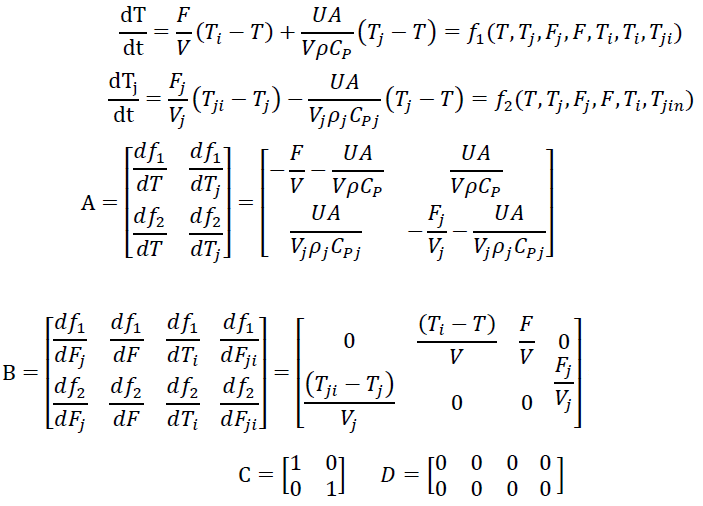 dT/dt = F/V (T_i − T) + UA/(VρC_P) (T_j − T) = f_1(T, T_j, F_j, F, T_i, T_i, T_ji)
dT_j/dt = F_j/V_j (T_ji − T_j) − UA/(V_jρ_jC_Pj) (T_j − T) = f_2(T, T_j, F_j, F, T_i, T_jin)
A = [df_1/dT df_1/dT_j; df_2/dT df_2/dT_j] = [−F/V − UA/(VρC_P) UA/(VρC_P); UA/(V_jρ_jC_Pj) −F_j/V_j − UA/(V_jρ_jC_Pj)]
B = [df_1/dF_j df_1/dF df_1/dT_i df_1/dF_ji; df_2/dF_j df_2/dF df_2/dT_i df_2/dF_ji] = [0 (T_i − T)/V F/V 0; (T_ji − T_j)/V_j 0 0 F_j/V_j]
C = [1 0; 0 1] D = [0 0 0 0; 0 0 0 0]